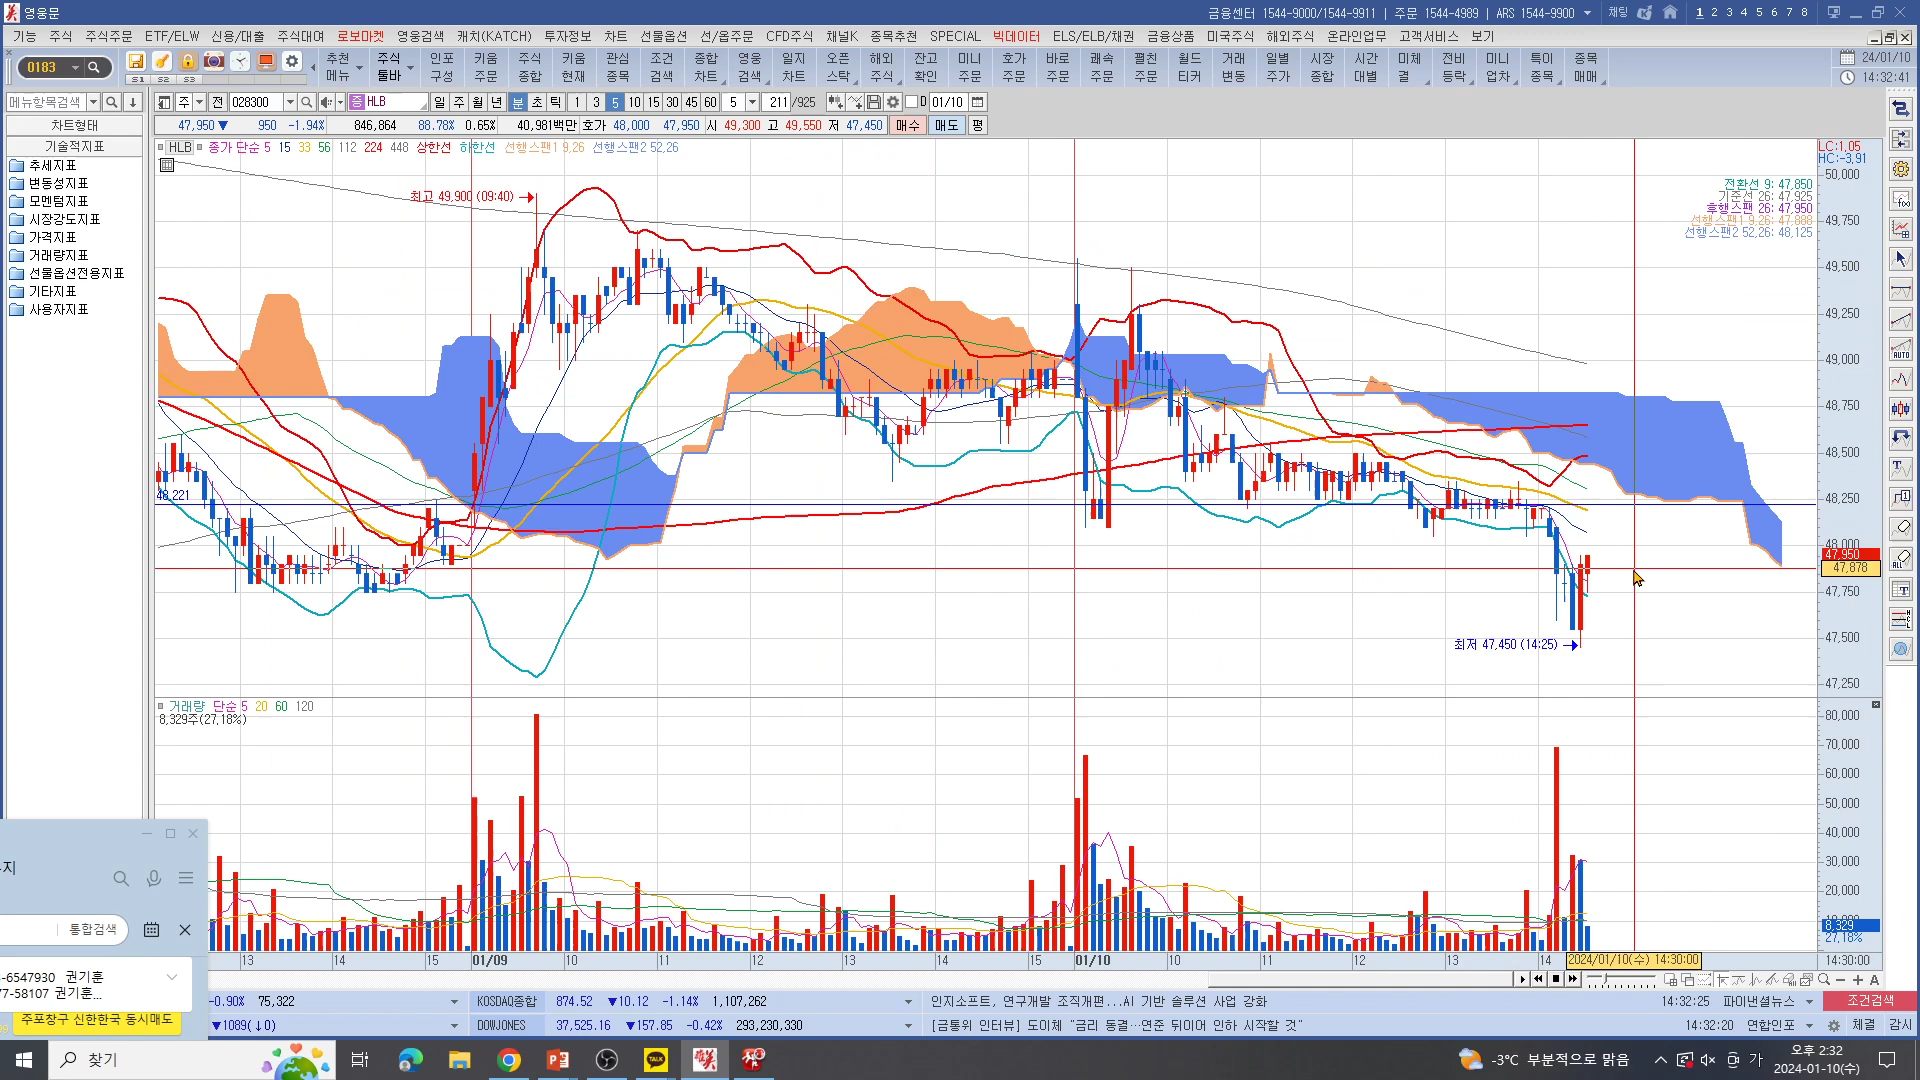 영웅문
금융센터 1544-9000/1544-9911 | 주문 1544-4989 | ARS 1544-9900 채팅 1 2 3 4 5 6 7 8
기능 주식 주식주문 ETF/ELW 신용/대출 주식대여 로보마켓 영웅검색 캐치(KATCH) 투자정보 차트 선물옵션 선/옵주문 CFD주식 채널K 종목추천 SPECIAL 빅데이터 ELS/ELB/채권 금융상품 미국주식 해외주식 온라인업무 고객서비스 보기
0183
S1 S2 S3
추천 메뉴
주식 툴바
인포 구성
키움 주문
주식 종합
키움 현재
관심 종목
조건 검색
종합 차트
영웅 검색
일지 차트
오픈 스탁
해외 주식
잔고 확인
미니 주문
호가 주문
바로 주문
쾌속 주문
펼친 주문
월드 티커
거래 변동
일별 주가
시장 종합
시간 대별
미체 결
전비 등락
미니 업차
특이 종목
종목 매매
24/01/10
14:32:41
메뉴항목검색
주 전 028300 증 HLB 일 주 월 년 분 초 틱 1 3 5 10 15 30 45 60 5 211 /925 D 01/10
차트형태
47,950 ▼ 950 -1.94% 846,864 88.78% 0.65% 40,981백만 호가 48,000 47,950 시 49,300 고 49,550 저 47,450 매수 매도 평
기술적지표
추세지표
변동성지표
모멘텀지표
시장강도지표
가격지표
거래량지표
선물옵션전용지표
기타지표
사용자지표
HLB 종가 단순 5 15 33 56 112 224 448 상한선 하한선 선행스팬1 9,26 선행스팬2 52,26
LC:1.05
HC:-3.91
전환선 9: 47,850
기준선 26: 47,925
후행스팬 26: 47,950
선행스팬1 9,26: 47,888
선행스팬2 52,26: 48,125
최고 49,900 (09:40)
48,221
최저 47,450 (14:25)
50,000
49,750
49,500
49,250
49,000
48,750
48,500
48,250
48,000
47,950
47,878
47,750
47,500
47,250
거래량 단순 5 20 60 120
8,329주(27.18%)
80,000
70,000
60,000
50,000
40,000
30,000
20,000
10,000
8,329
27.18%
13 14 15 01/09 10 11 12 13 14 15 01/10 10 11 12 13 14 2024/01/10(수) 14:30:00 14:30:00
지
통합검색
-6547930 권기훈
77-58107 권기훈...
주포창구 신한한국 동시매도
-0.90% 75,322 KOSDAQ종합 874.52 ▼10.12 -1.14% 1,107,262 인지소프트, 연구개발 조직개편...AI 기반 솔루션 사업 강화 14:32:25 파이낸셜뉴스 조건검색
▼1089(↓0) DOWJONES 37,525.16 ▼157.85 -0.42% 293,230,330 [금통위 인터뷰] 도이체 "금리 동결…연준 뒤이어 인하 시작할 것" 14:32:20 연합인포 체결 감시
찾기
TALK
-3°C 부분적으로 맑음
가
오후 2:32
2024-01-10(수)